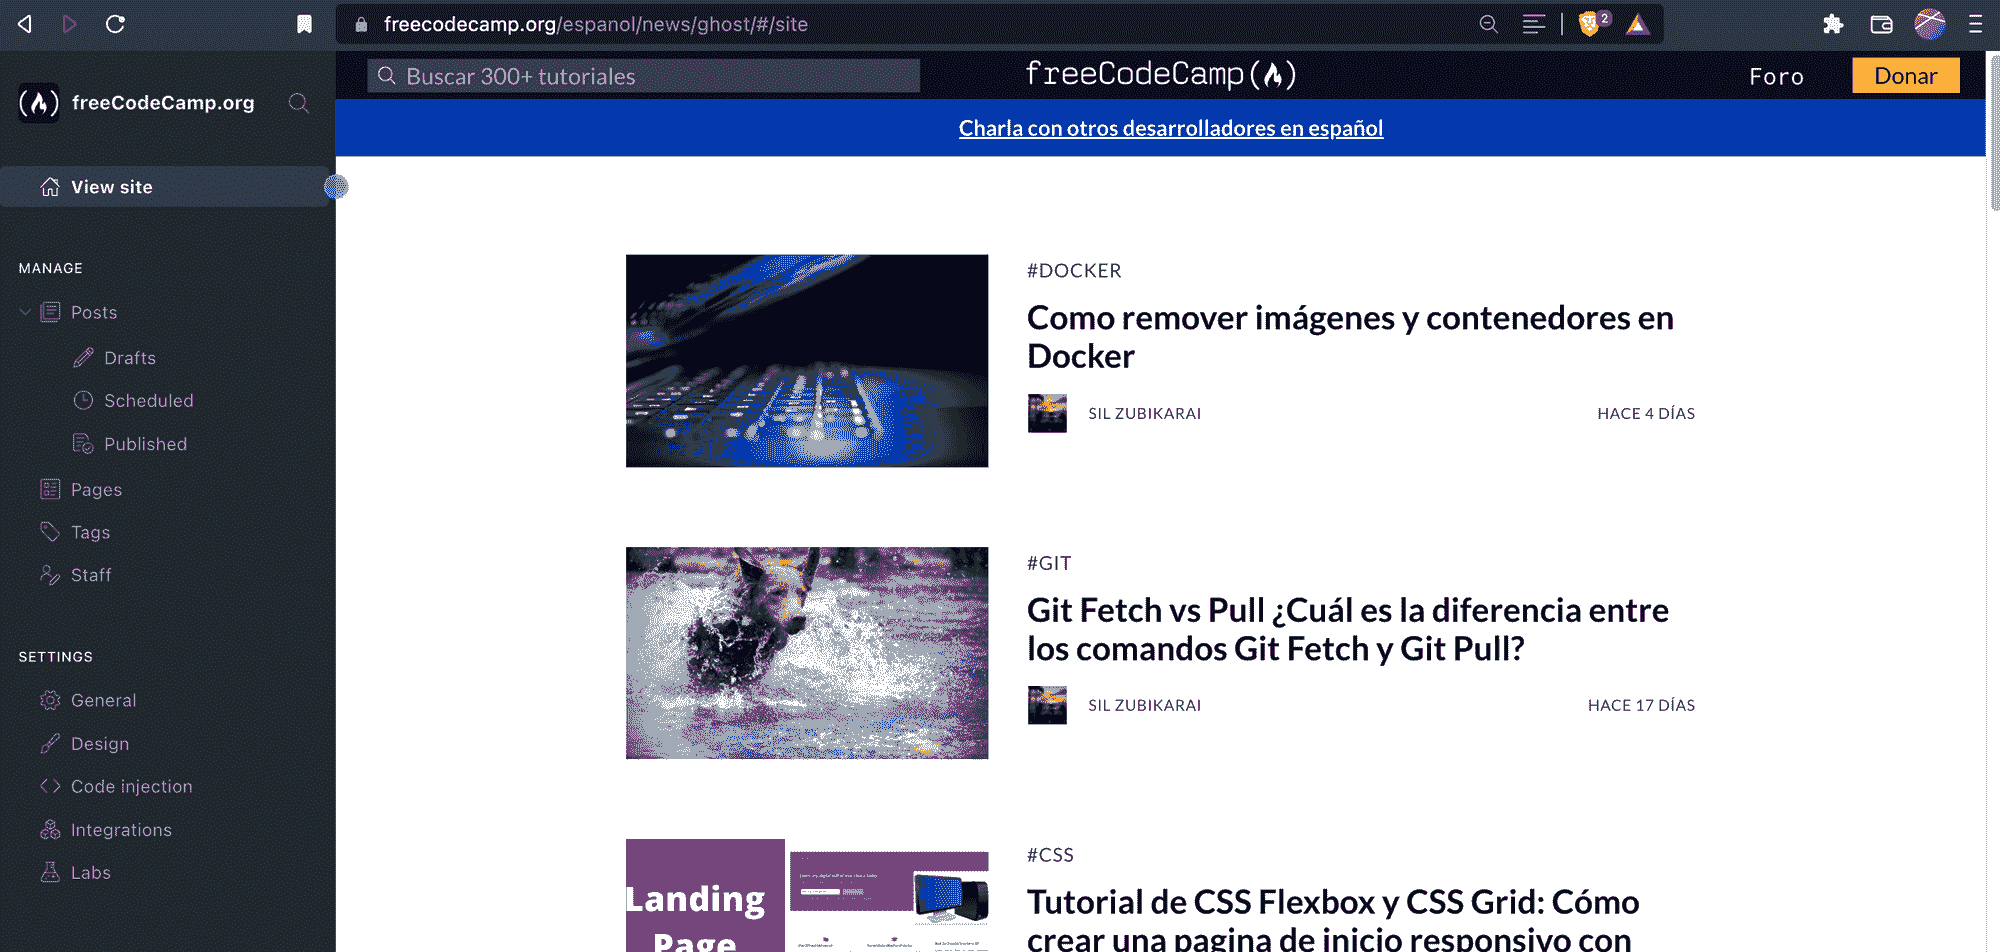 freecodecamp.org/espanol/news/ghost/#/site
2
freeCodeCamp.org
View site
MANAGE
Posts
Drafts
Scheduled
Published
Pages
Tags
Staff
SETTINGS
General
Design
Code injection
Integrations
Labs
Buscar 300+ tutoriales
freeCodeCamp
Foro
Donar
Charla con otros desarrolladores en español
#DOCKER
Como remover imágenes y contenedores en
Docker
SIL ZUBIKARAI
HACE 4 DÍAS
#GIT
Git Fetch vs Pull ¿Cuál es la diferencia entre
los comandos Git Fetch y Git Pull?
SIL ZUBIKARAI
HACE 17 DÍAS
Landing
Page
#CSS
Tutorial de CSS Flexbox y CSS Grid: Cómo
crear una pagina de inicio responsivo con